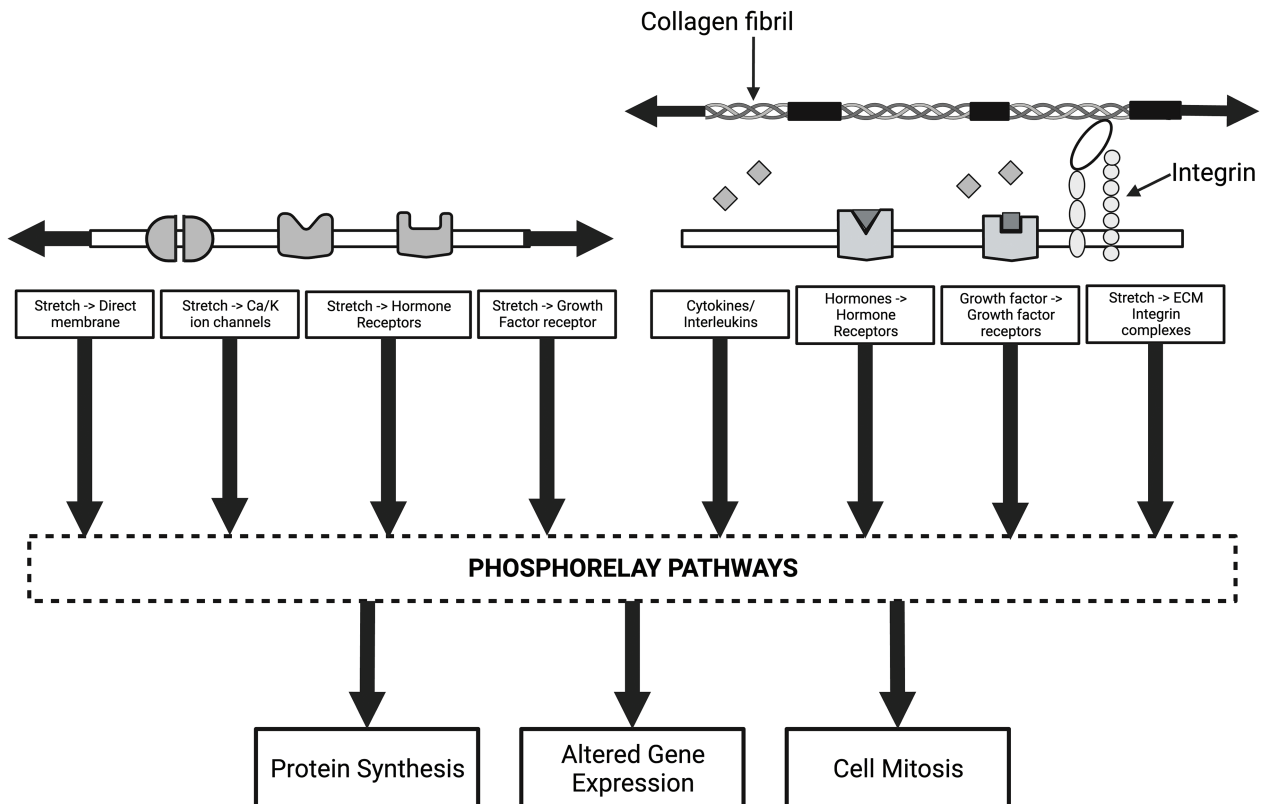 Collagen fibril
Integrin
Stretch -> Direct
membrane
Stretch -> Ca/K
ion channels
Stretch -> Hormone
Receptors
Stretch -> Growth
Factor receptor
Cytokines/
Interleukins
Hormones ->
Hormone
Receptors
Growth factor ->
Growth factor
receptors
Stretch -> ECM
Integrin
complexes
PHOSPHORELAY PATHWAYS
Protein Synthesis
Altered Gene
Expression
Cell Mitosis